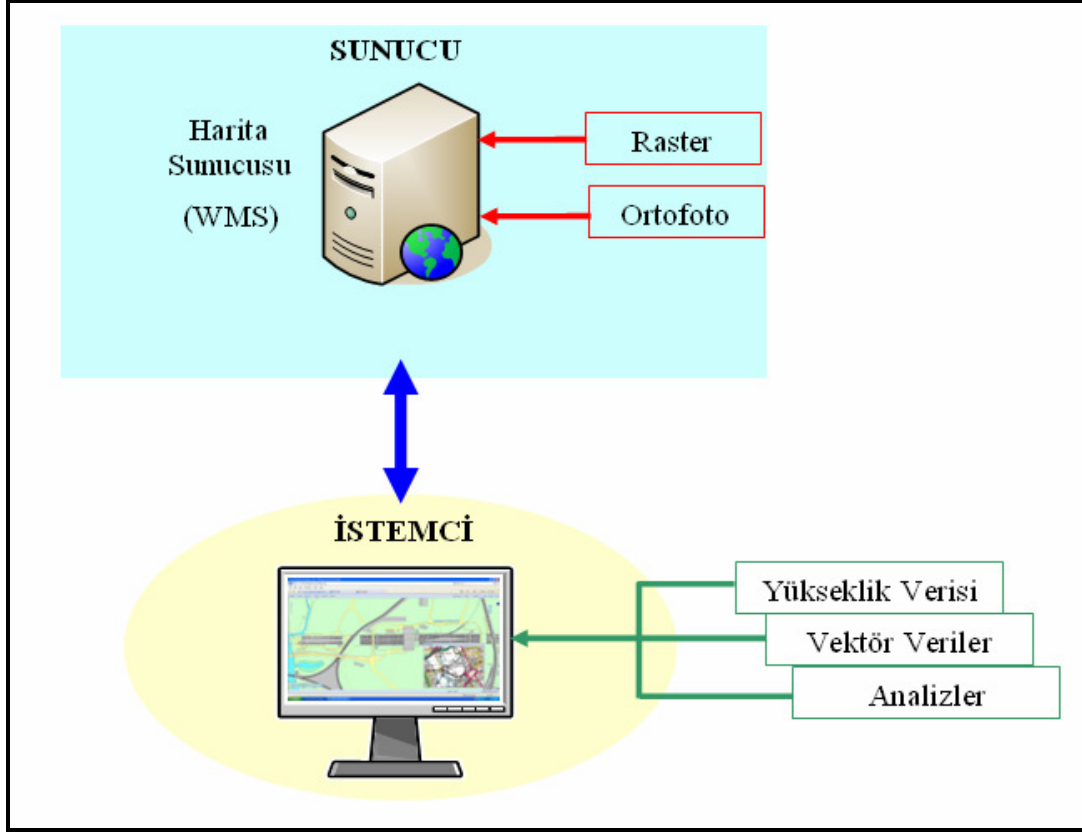 SUNUCU
Harita
Sunucusu
(WMS)
Raster
Ortofoto
İSTEMCİ
Yükseklik Verisi
Vektör Veriler
Analizler